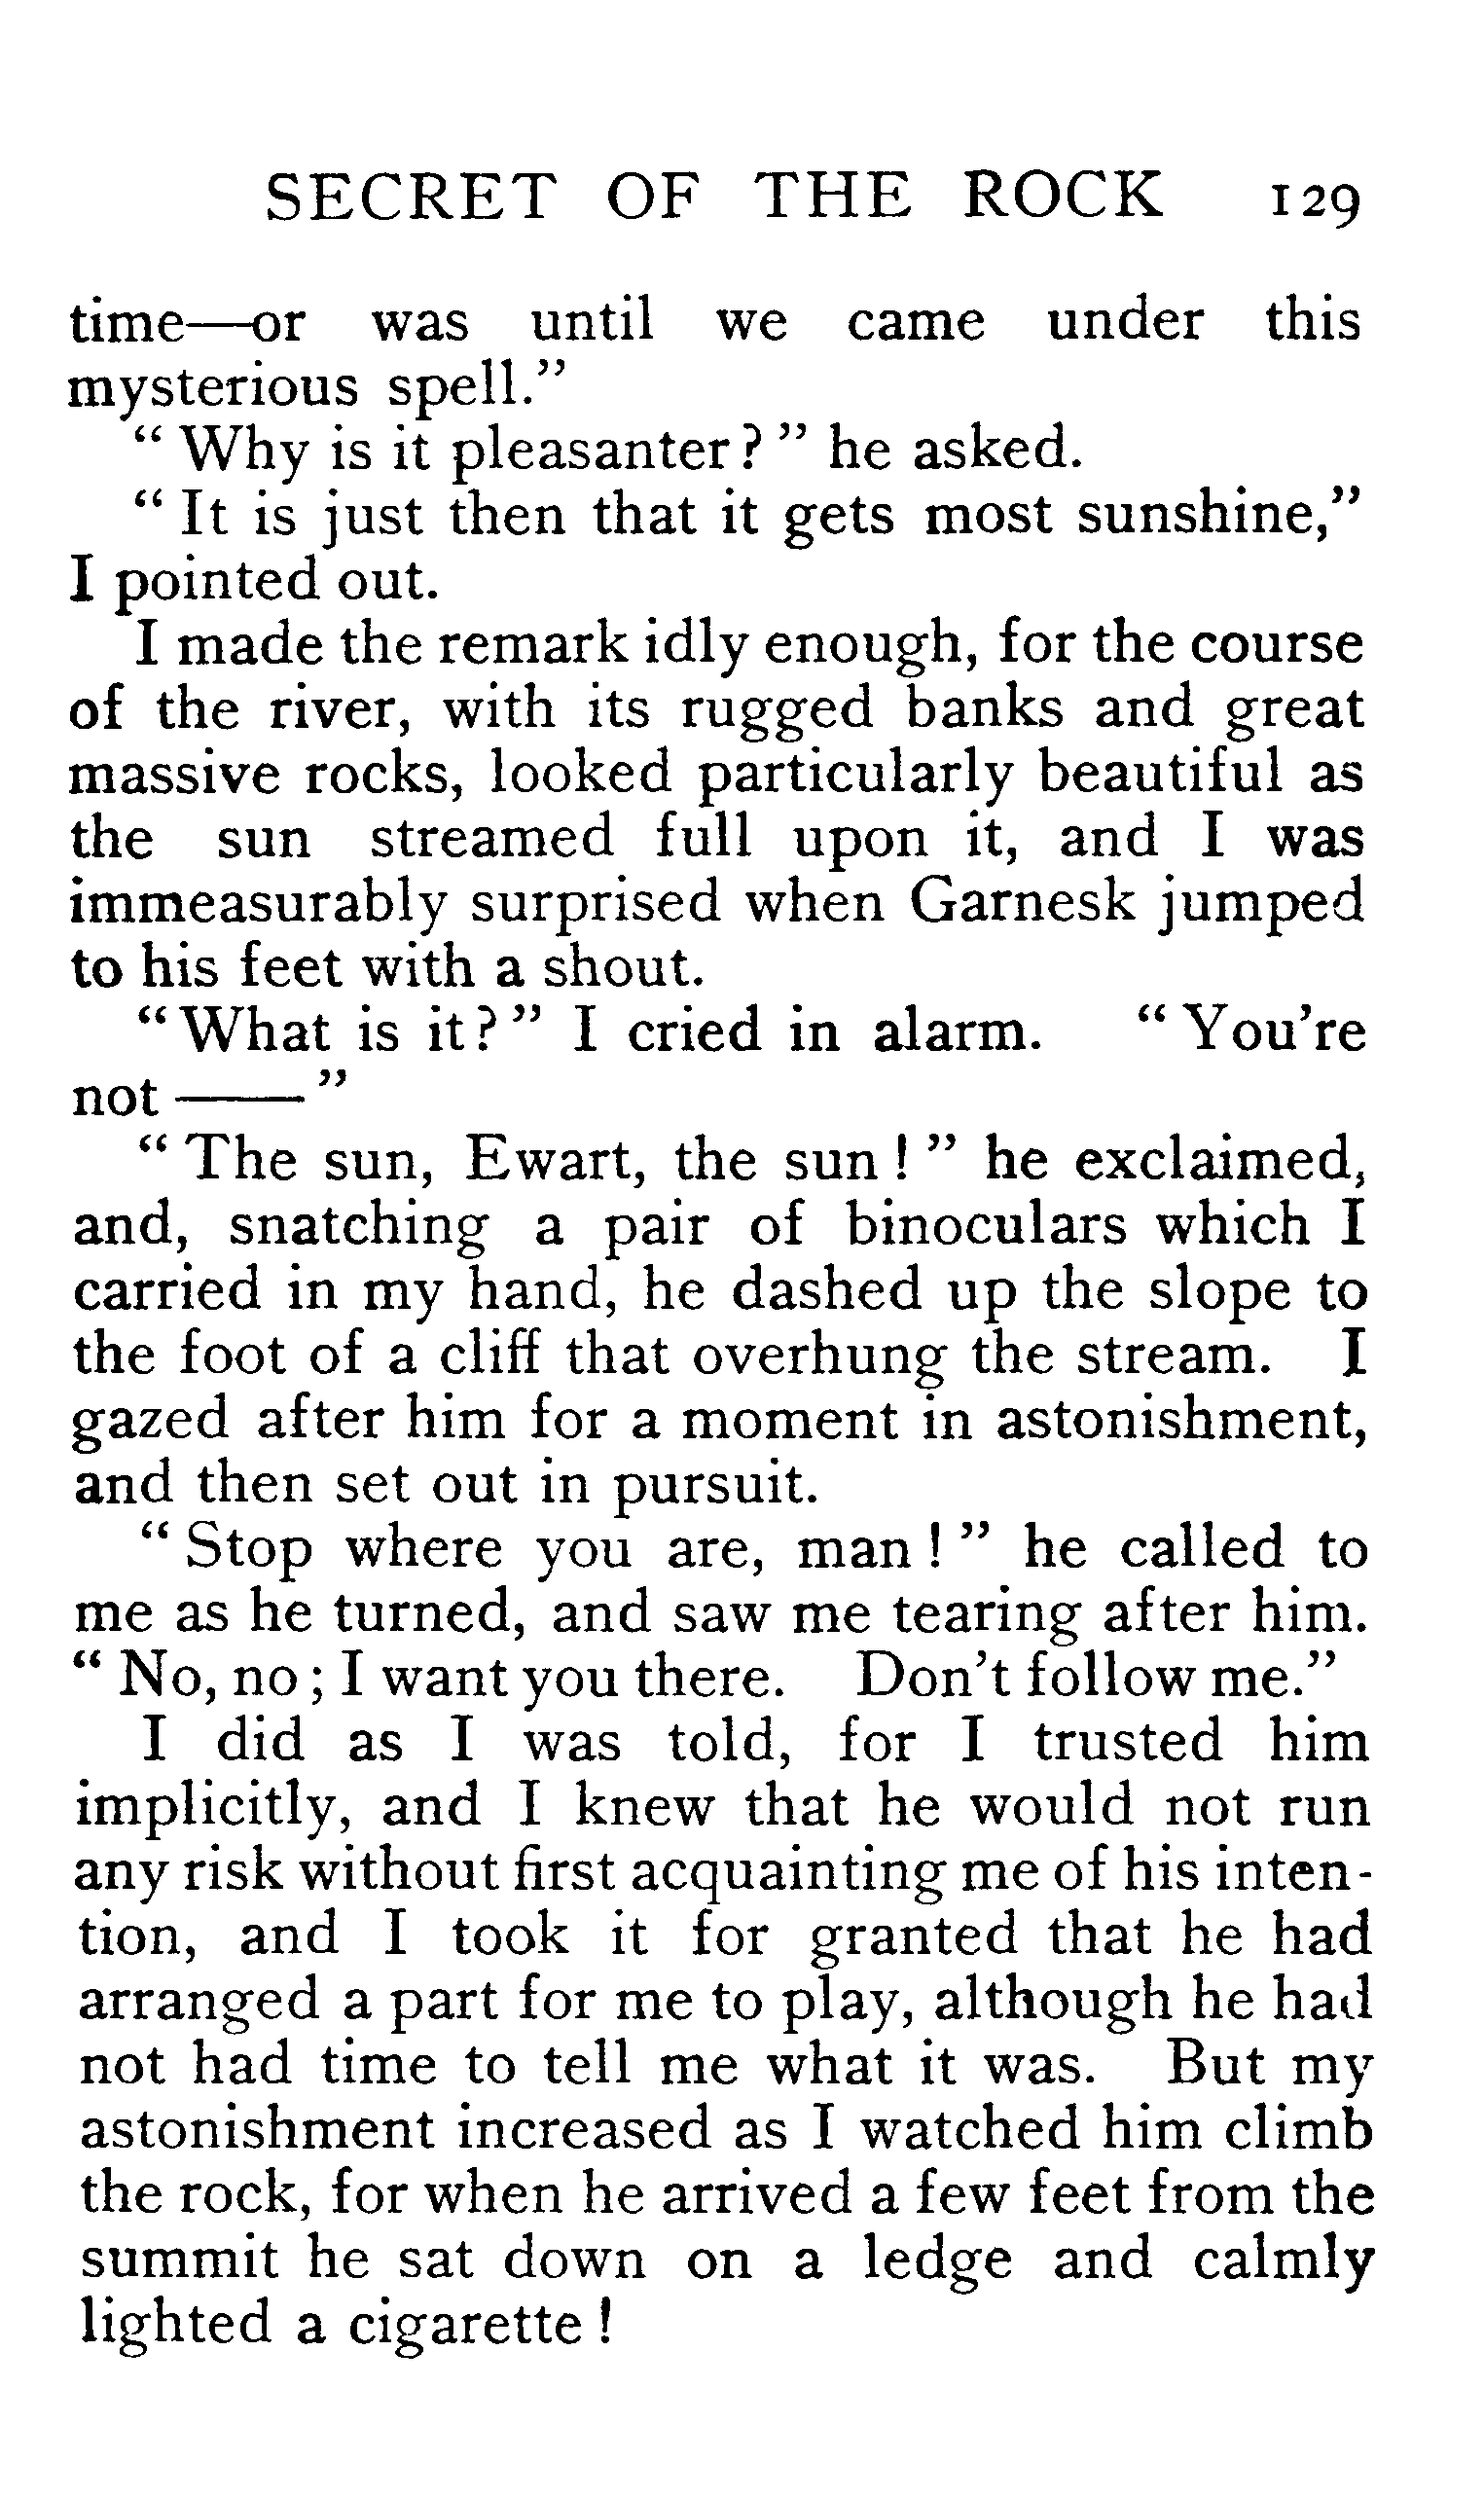 SECRET OF THE ROCK 129
time—or was until we came under this
mysterious spell."
"Why is it pleasanter?" he asked.
"It is just then that it gets most sunshine,"
I pointed out.
I made the remark idly enough, for the course
of the river, with its rugged banks and great
massive rocks, looked particularly beautiful as
the sun streamed full upon it, and I was
immeasurably surprised when Garnesk jumped
to his feet with a shout.
"What is it?" I cried in alarm. "You're
not ——"
"The sun, Ewart, the sun!" he exclaimed,
and, snatching a pair of binoculars which I
carried in my hand, he dashed up the slope to
the foot of a cliff that overhung the stream. I
gazed after him for a moment in astonishment,
and then set out in pursuit.
"Stop where you are, man!" he called to
me as he turned, and saw me tearing after him.
"No, no; I want you there. Don't follow me."
I did as I was told, for I trusted him
implicitly, and I knew that he would not run
any risk without first acquainting me of his inten-
tion, and I took it for granted that he had
arranged a part for me to play, although he had
not had time to tell me what it was. But my
astonishment increased as I watched him climb
the rock, for when he arrived a few feet from the
summit he sat down on a ledge and calmly
lighted a cigarette!